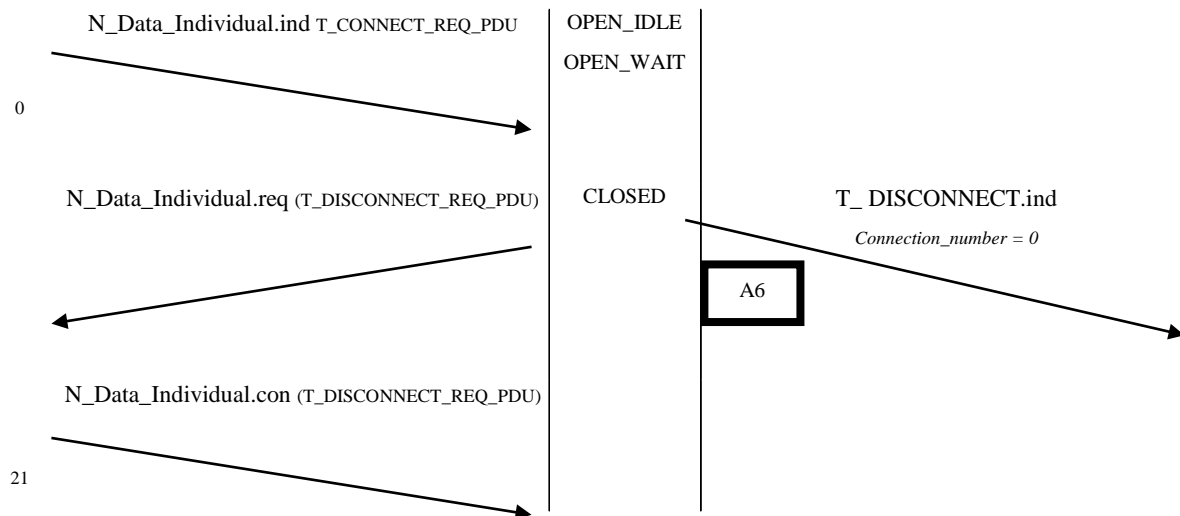 N_Data_Individual.ind T_CONNECT_REQ_PDU
OPEN_IDLE
OPEN_WAIT
0
N_Data_Individual.req (T_DISCONNECT_REQ_PDU)
CLOSED
T_ DISCONNECT.ind
Connection_number = 0
A6
N_Data_Individual.con (T_DISCONNECT_REQ_PDU)
21